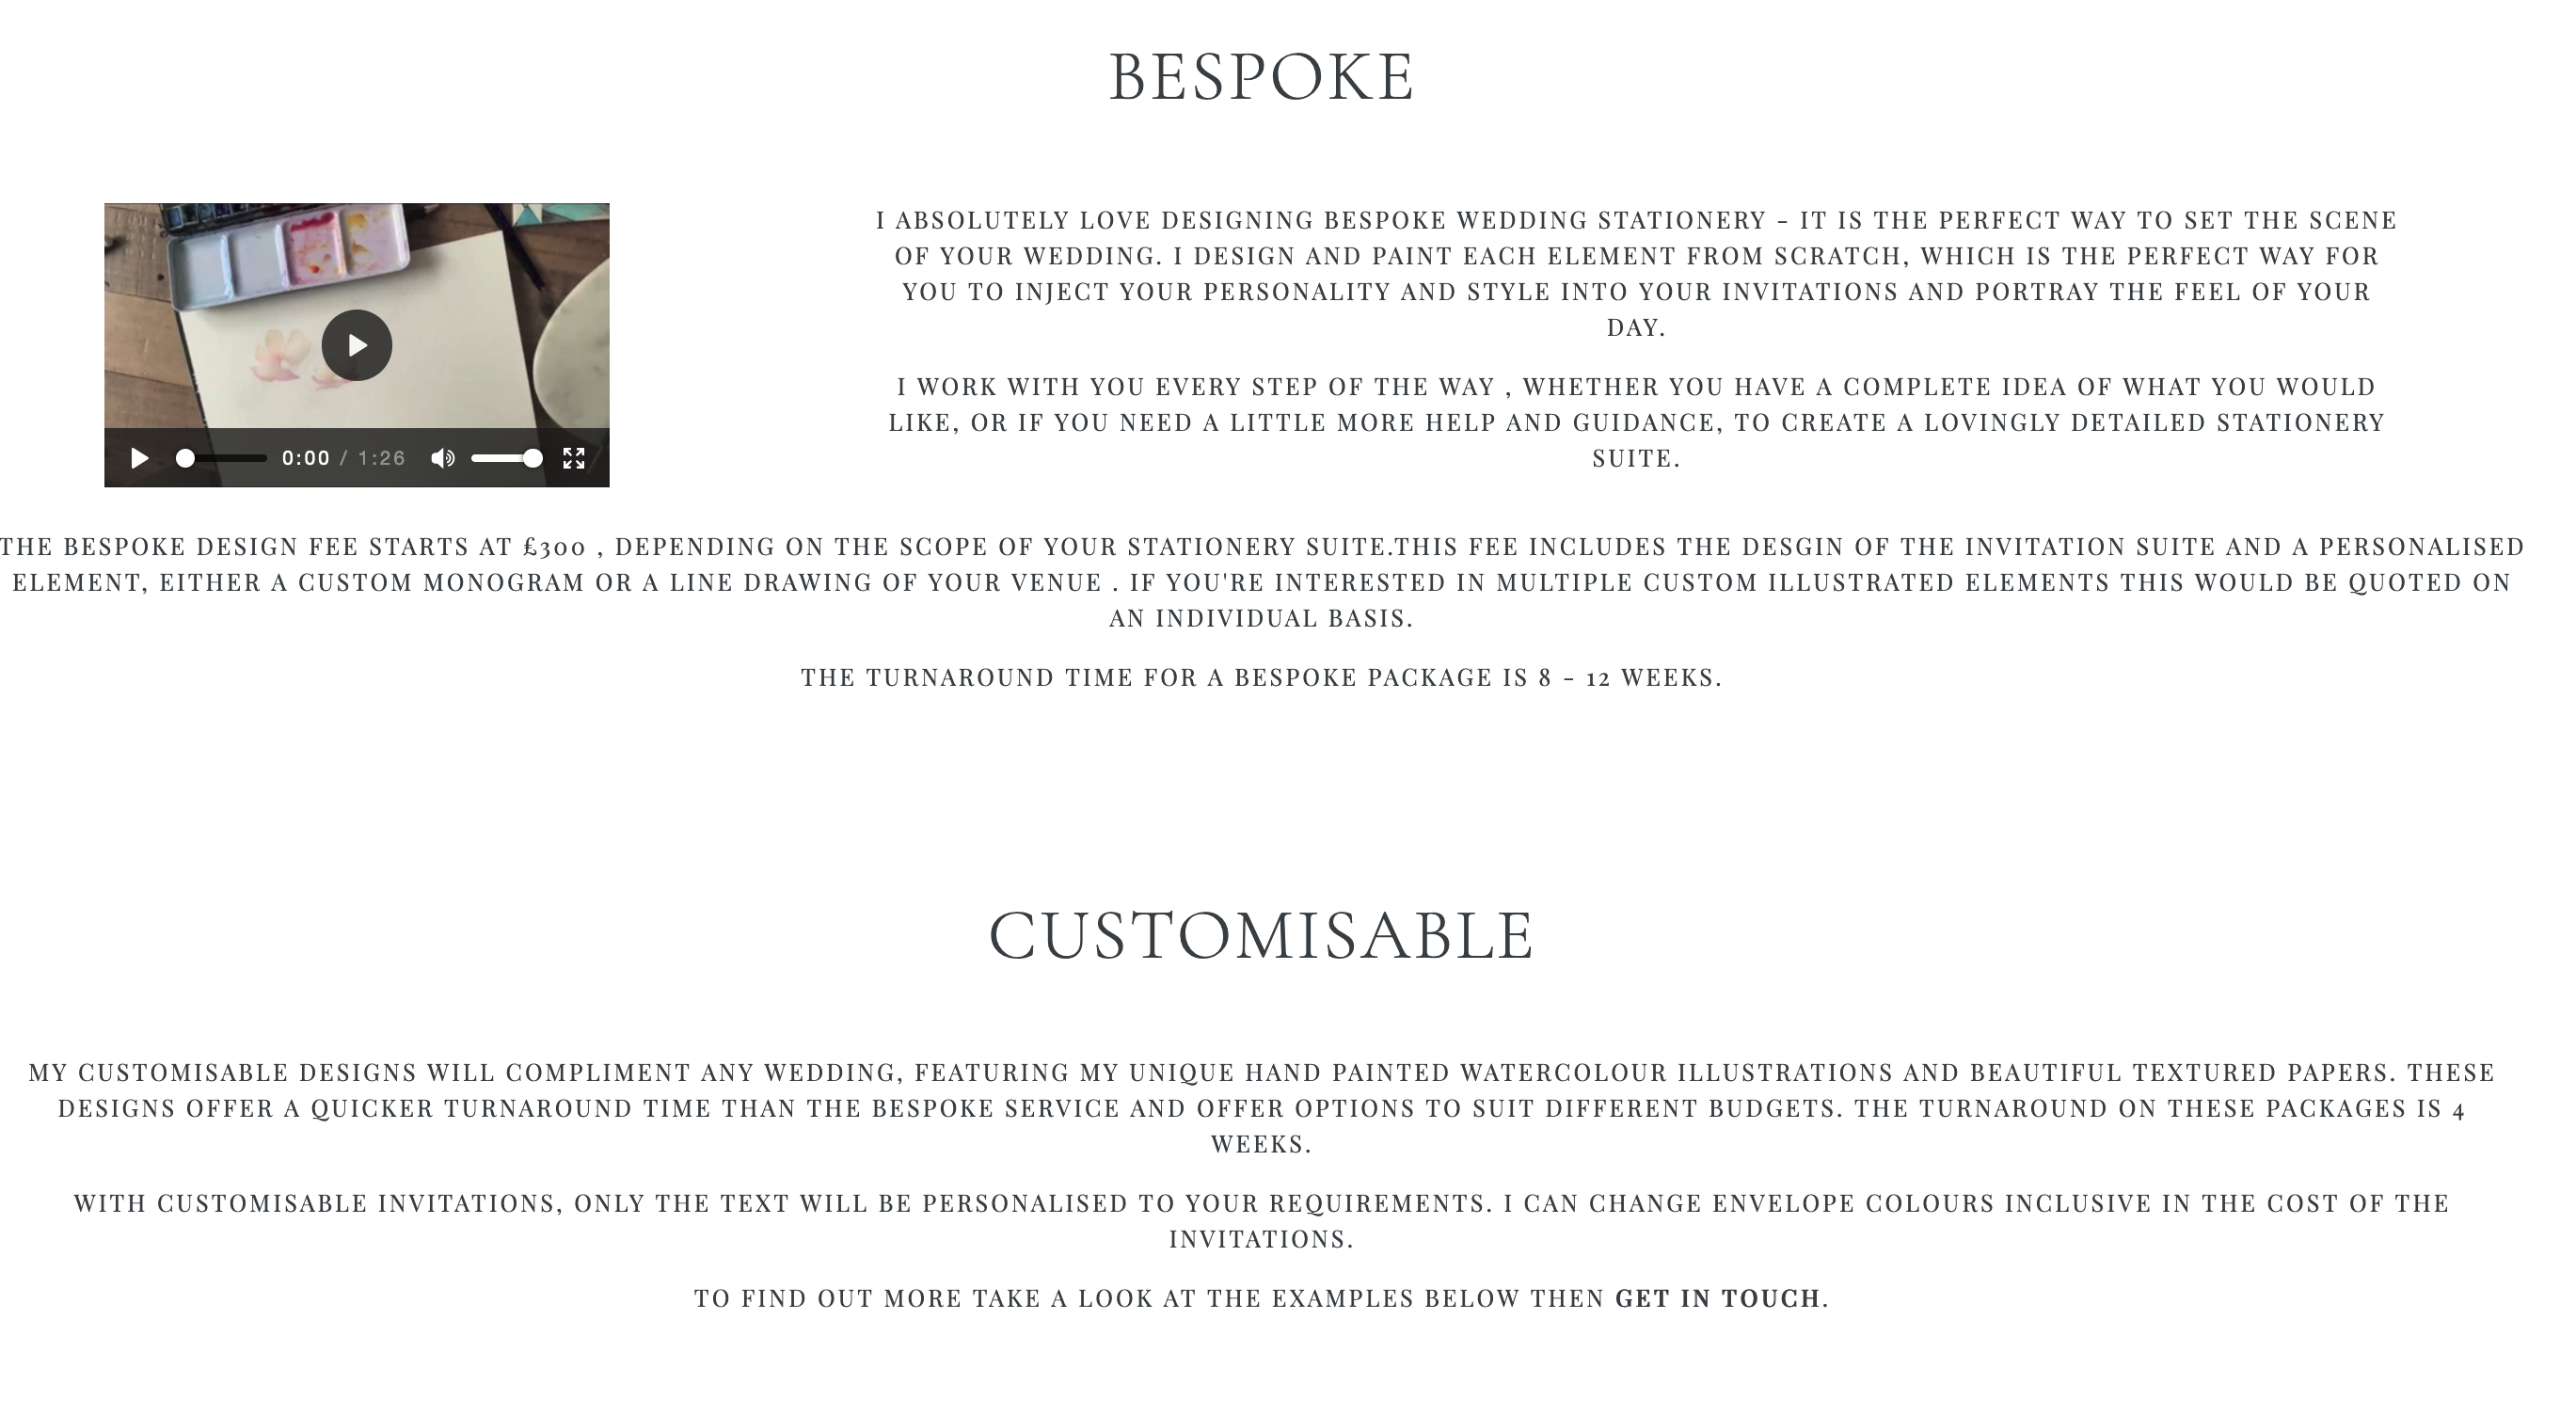 BESPOKE
I ABSOLUTELY LOVE DESIGNING BESPOKE WEDDING STATIONERY - IT IS THE PERFECT WAY TO SET THE SCENE
OF YOUR WEDDING. I DESIGN AND PAINT EACH ELEMENT FROM SCRATCH, WHICH IS THE PERFECT WAY FOR
YOU TO INJECT YOUR PERSONALITY AND STYLE INTO YOUR INVITATIONS AND PORTRAY THE FEEL OF YOUR
DAY.
I WORK WITH YOU EVERY STEP OF THE WAY , WHETHER YOU HAVE A COMPLETE IDEA OF WHAT YOU WOULD
LIKE, OR IF YOU NEED A LITTLE MORE HELP AND GUIDANCE, TO CREATE A LOVINGLY DETAILED STATIONERY
SUITE.
0:00 / 1:26
THE BESPOKE DESIGN FEE STARTS AT £300 , DEPENDING ON THE SCOPE OF YOUR STATIONERY SUITE.THIS FEE INCLUDES THE DESGIN OF THE INVITATION SUITE AND A PERSONALISED
ELEMENT, EITHER A CUSTOM MONOGRAM OR A LINE DRAWING OF YOUR VENUE . IF YOU'RE INTERESTED IN MULTIPLE CUSTOM ILLUSTRATED ELEMENTS THIS WOULD BE QUOTED ON
AN INDIVIDUAL BASIS.
THE TURNAROUND TIME FOR A BESPOKE PACKAGE IS 8 - 12 WEEKS.
CUSTOMISABLE
MY CUSTOMISABLE DESIGNS WILL COMPLIMENT ANY WEDDING, FEATURING MY UNIQUE HAND PAINTED WATERCOLOUR ILLUSTRATIONS AND BEAUTIFUL TEXTURED PAPERS. THESE
DESIGNS OFFER A QUICKER TURNAROUND TIME THAN THE BESPOKE SERVICE AND OFFER OPTIONS TO SUIT DIFFERENT BUDGETS. THE TURNAROUND ON THESE PACKAGES IS 4
WEEKS.
WITH CUSTOMISABLE INVITATIONS, ONLY THE TEXT WILL BE PERSONALISED TO YOUR REQUIREMENTS. I CAN CHANGE ENVELOPE COLOURS INCLUSIVE IN THE COST OF THE
INVITATIONS.
TO FIND OUT MORE TAKE A LOOK AT THE EXAMPLES BELOW THEN GET IN TOUCH.